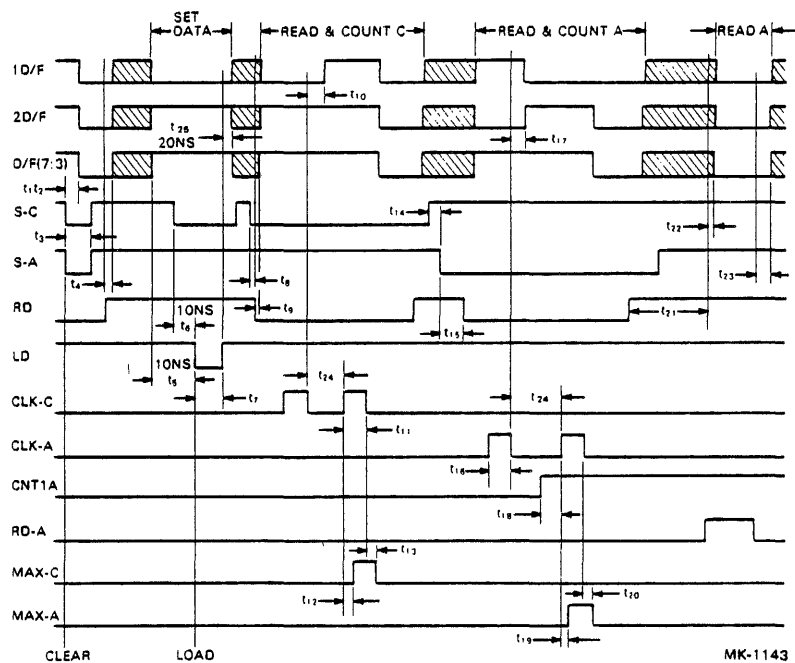 SET
DATA
READ & COUNT C
READ & COUNT A
READ A
1D/F
t10
2D/F
t26
20NS
t17
D/F(7:3)
t1 t2
S-C
t14
t22
t3
S-A
t4
t8
t23
RD
10NS
t9
t6
t15
t21
LD
10NS
t5
t24
t7
t24
CLK-C
t11
CLK-A
t16
CNT1A
t18
RD-A
t13
MAX-C
t12
t20
MAX-A
t19
CLEAR
LOAD
MK-1143